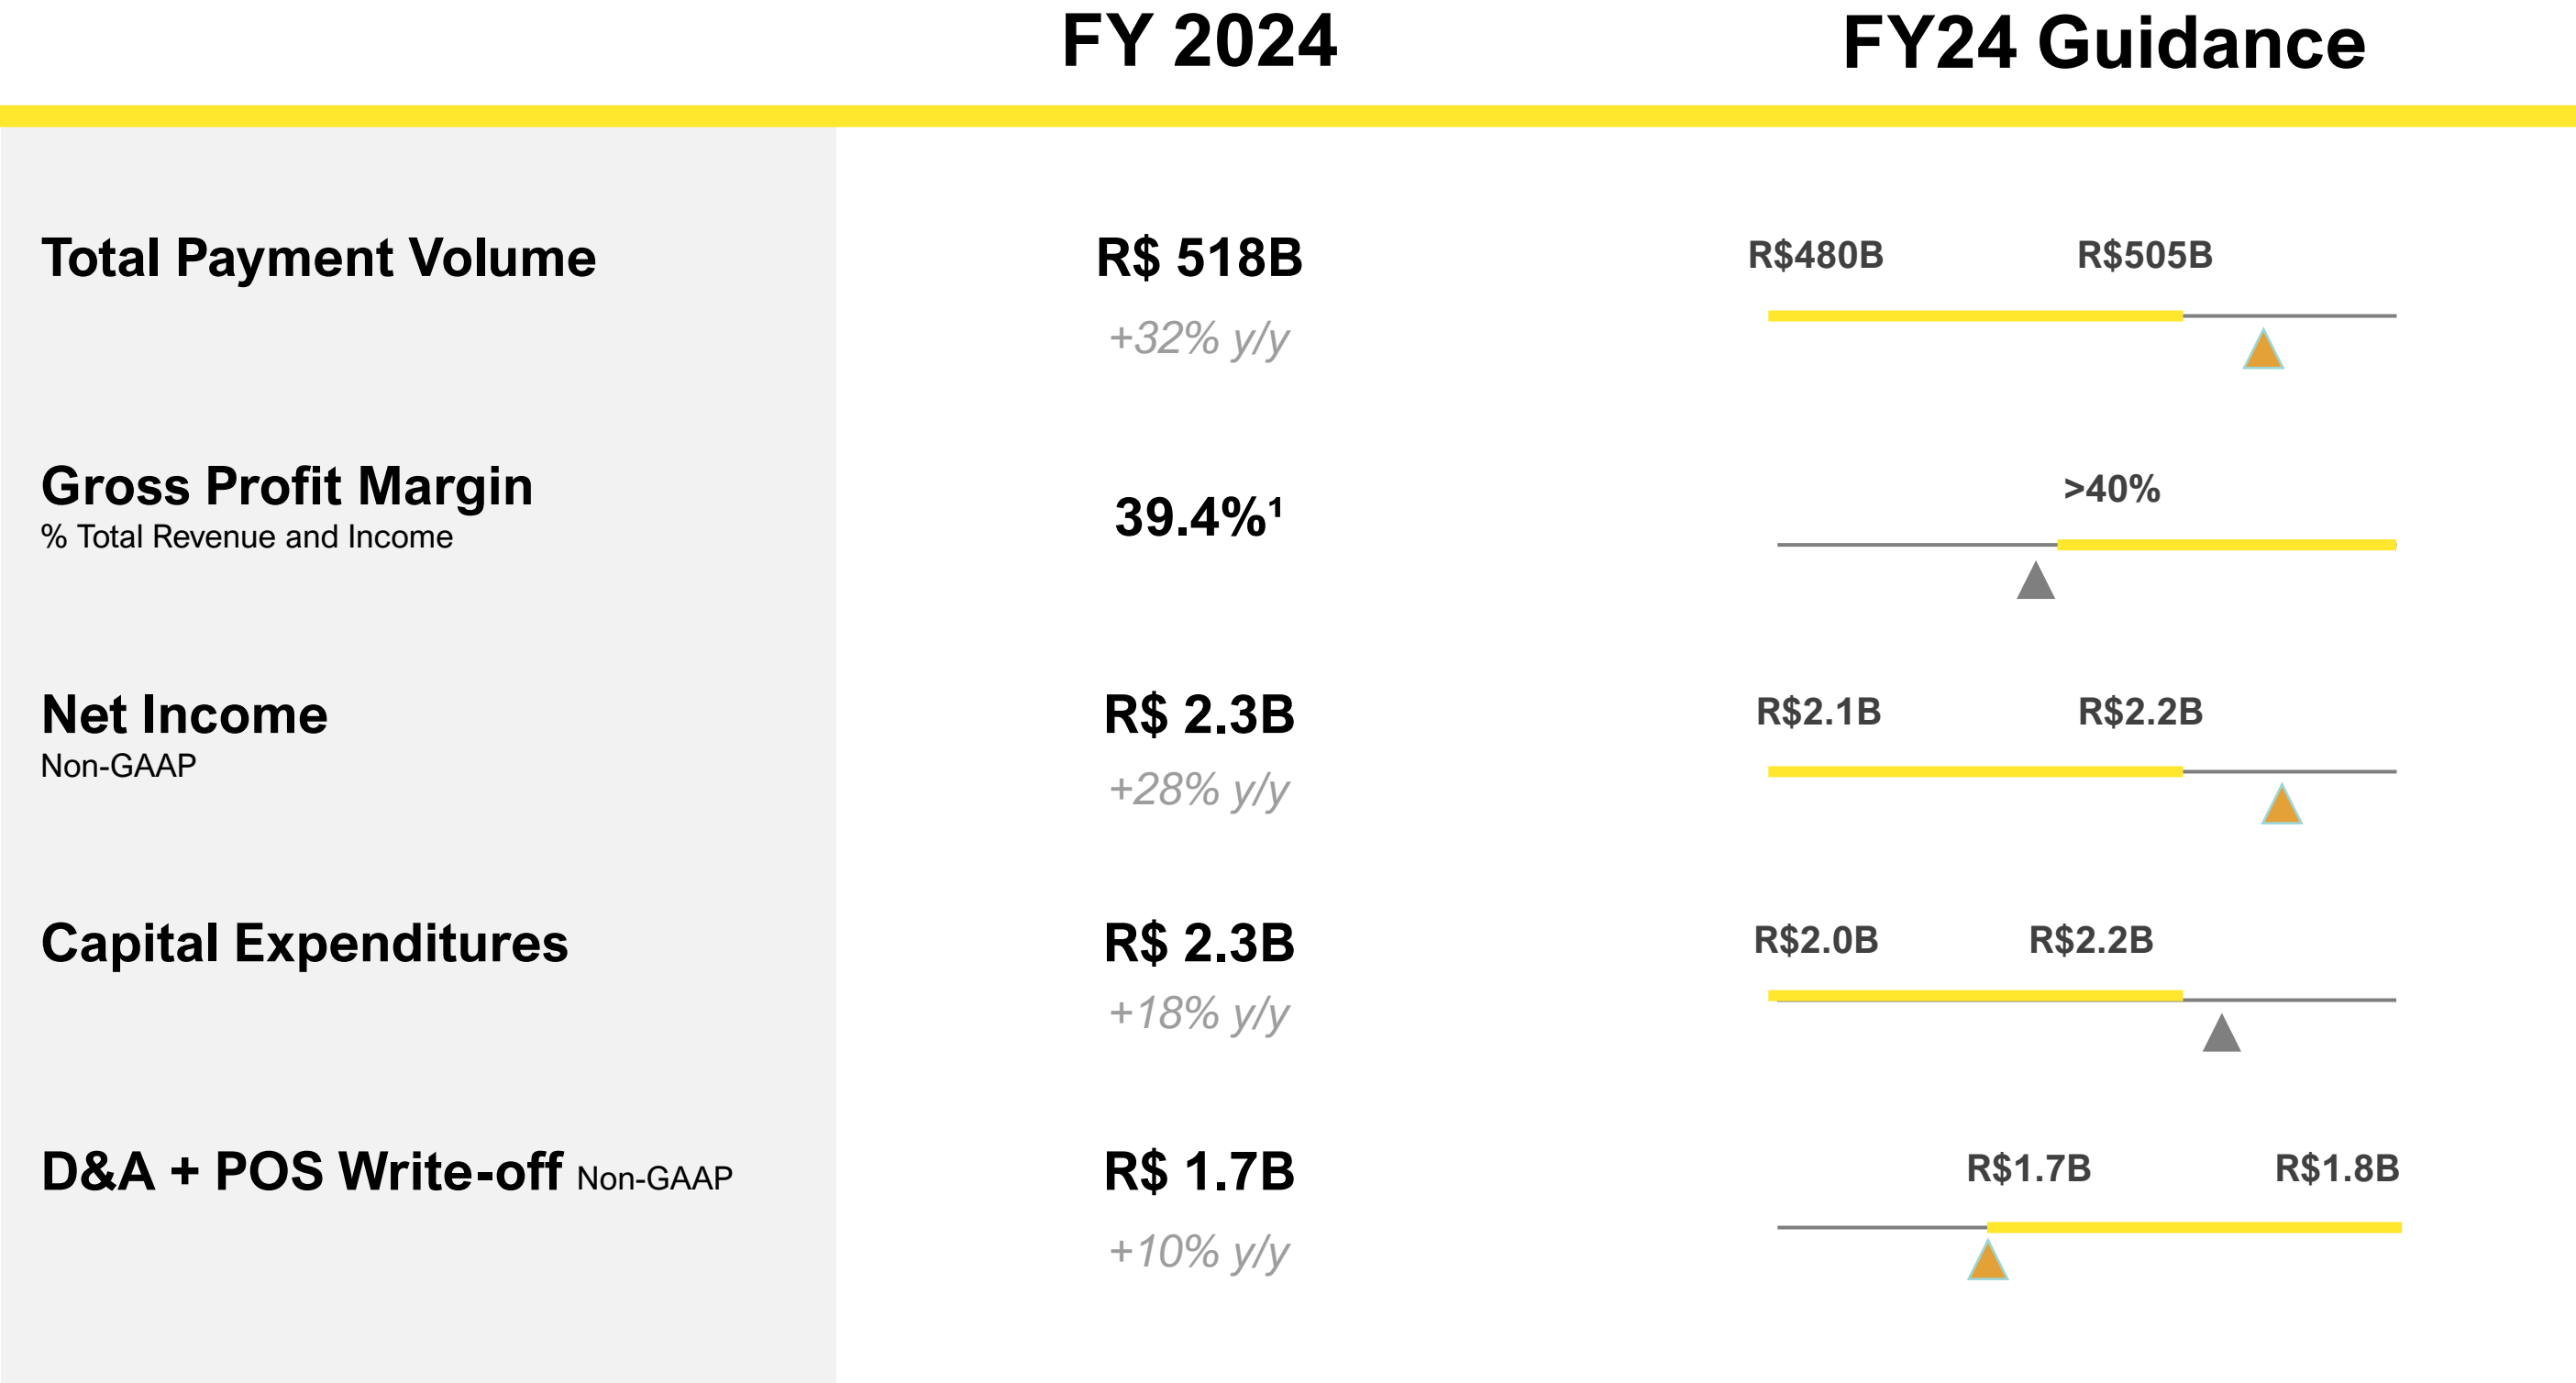 FY 2024
FY24 Guidance
Total Payment Volume
R$ 518B
+32% y/y
R$480B
R$505B
Gross Profit Margin
% Total Revenue and Income
39.4%¹
>40%
Net Income
Non-GAAP
R$ 2.3B
+28% y/y
R$2.1B
R$2.2B
Capital Expenditures
R$ 2.3B
+18% y/y
R$2.0B
R$2.2B
D&A + POS Write-off Non-GAAP
R$ 1.7B
+10% y/y
R$1.7B
R$1.8B